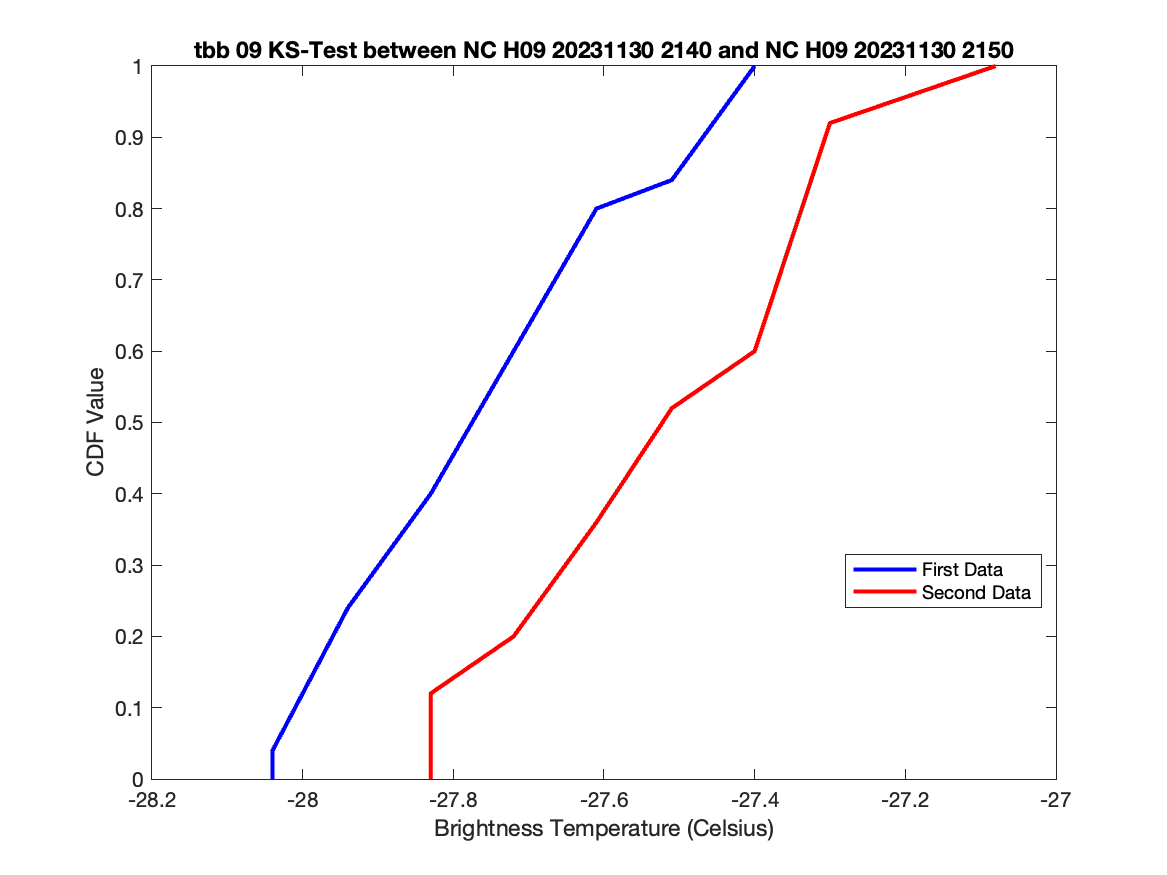 tbb 09 KS-Test between NC H09 20231130 2140 and NC H09 20231130 2150
1
0.9
0.8
0.7
0.6
0.5
0.4
0.3
0.2
0.1
0
CDF Value
First Data
Second Data
-28.2 -28 -27.8 -27.6 -27.4 -27.2 -27
Brightness Temperature (Celsius)